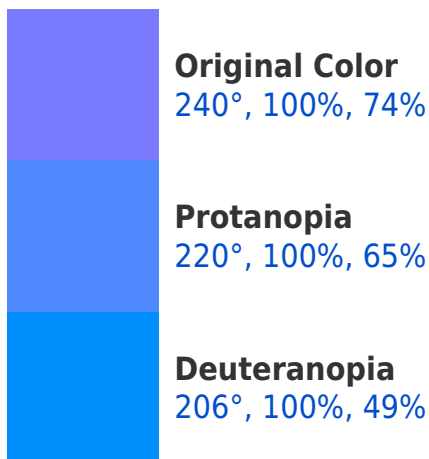 Original Color
240°, 100%, 74%
Protanopia
220°, 100%, 65%
Deuteranopia
206°, 100%, 49%